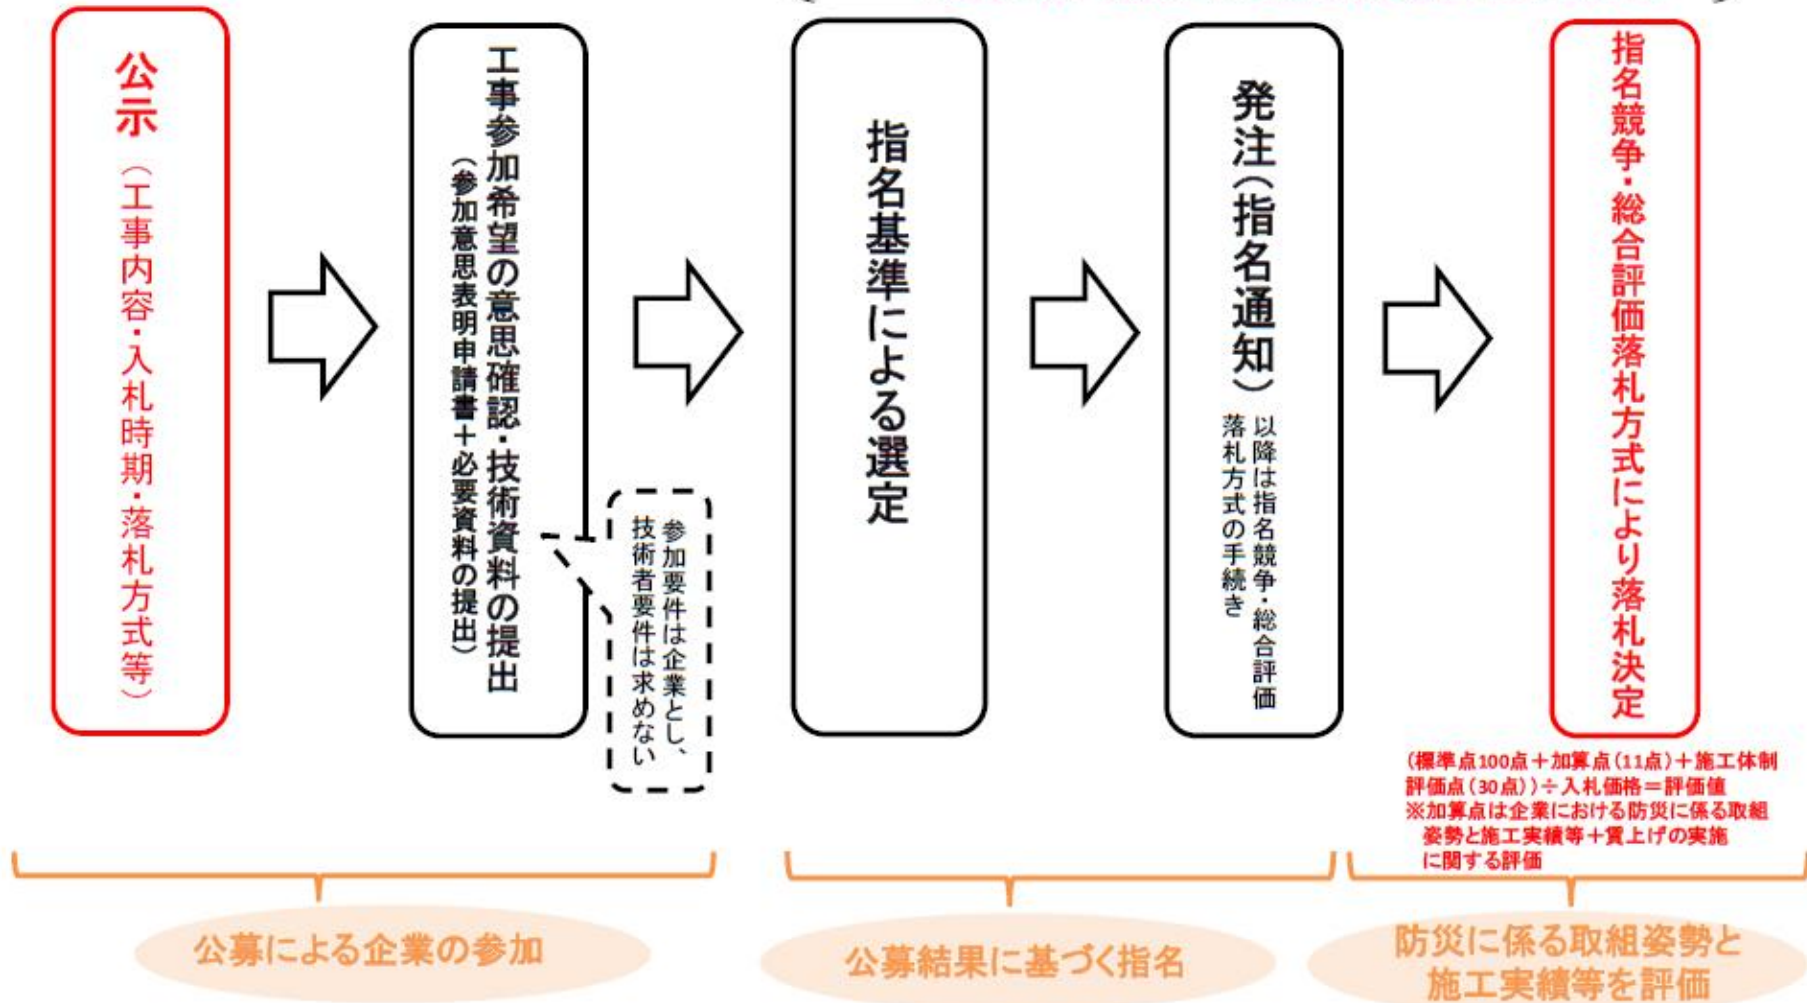 公示（工事内容・入札時期・落札方式等）
工事参加希望の意思確認・技術資料の提出
（参加意思表明申請書＋必要資料の提出）
参加要件は企業とし、
技術者要件は求めない
指名基準による選定
発注（指名通知）
以降は指名競争・総合評価
落札方式の手続き
指名競争・総合評価落札方式により落札決定
(標準点100点＋加算点(11点)＋施工体制
評価点(30点))÷入札価格＝評価値
※加算点は企業における防災に係る取組
姿勢と施工実績等＋賃上げの実施
に関する評価
公募による企業の参加
公募結果に基づく指名
防災に係る取組姿勢と
施工実績等を評価